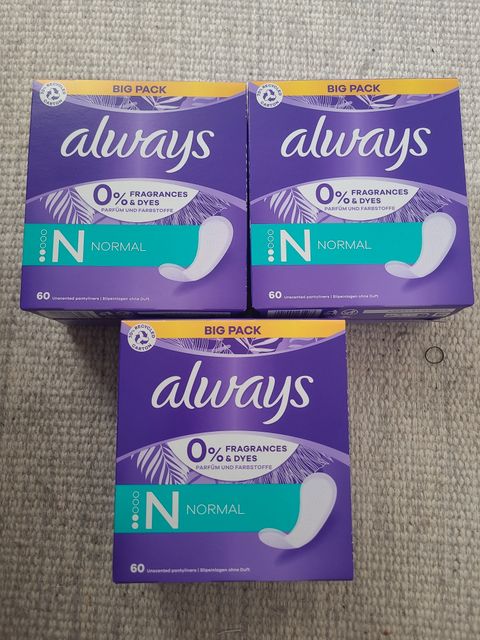 BIG PACK
always
0% FRAGRANCES
& DYES
PARFÜM UND FARBSTOFFE
N NORMAL
60 Unscented pantyliners | Slipeinlagen ohne Duft
BIG PACK
always
0% FRAGRANCES
& DYES
PARFÜM UND FARBSTOFFE
N NORMAL
60 Unscented pantyliners | Slipeinlagen ohne Duft
BIG PACK
RECYCLED
CARTON
always
0% FRAGRANCES
& DYES
PARFÜM UND FARBSTOFFE
N NORMAL
60 Unscented pantyliners | Slipeinlagen ohne Duft